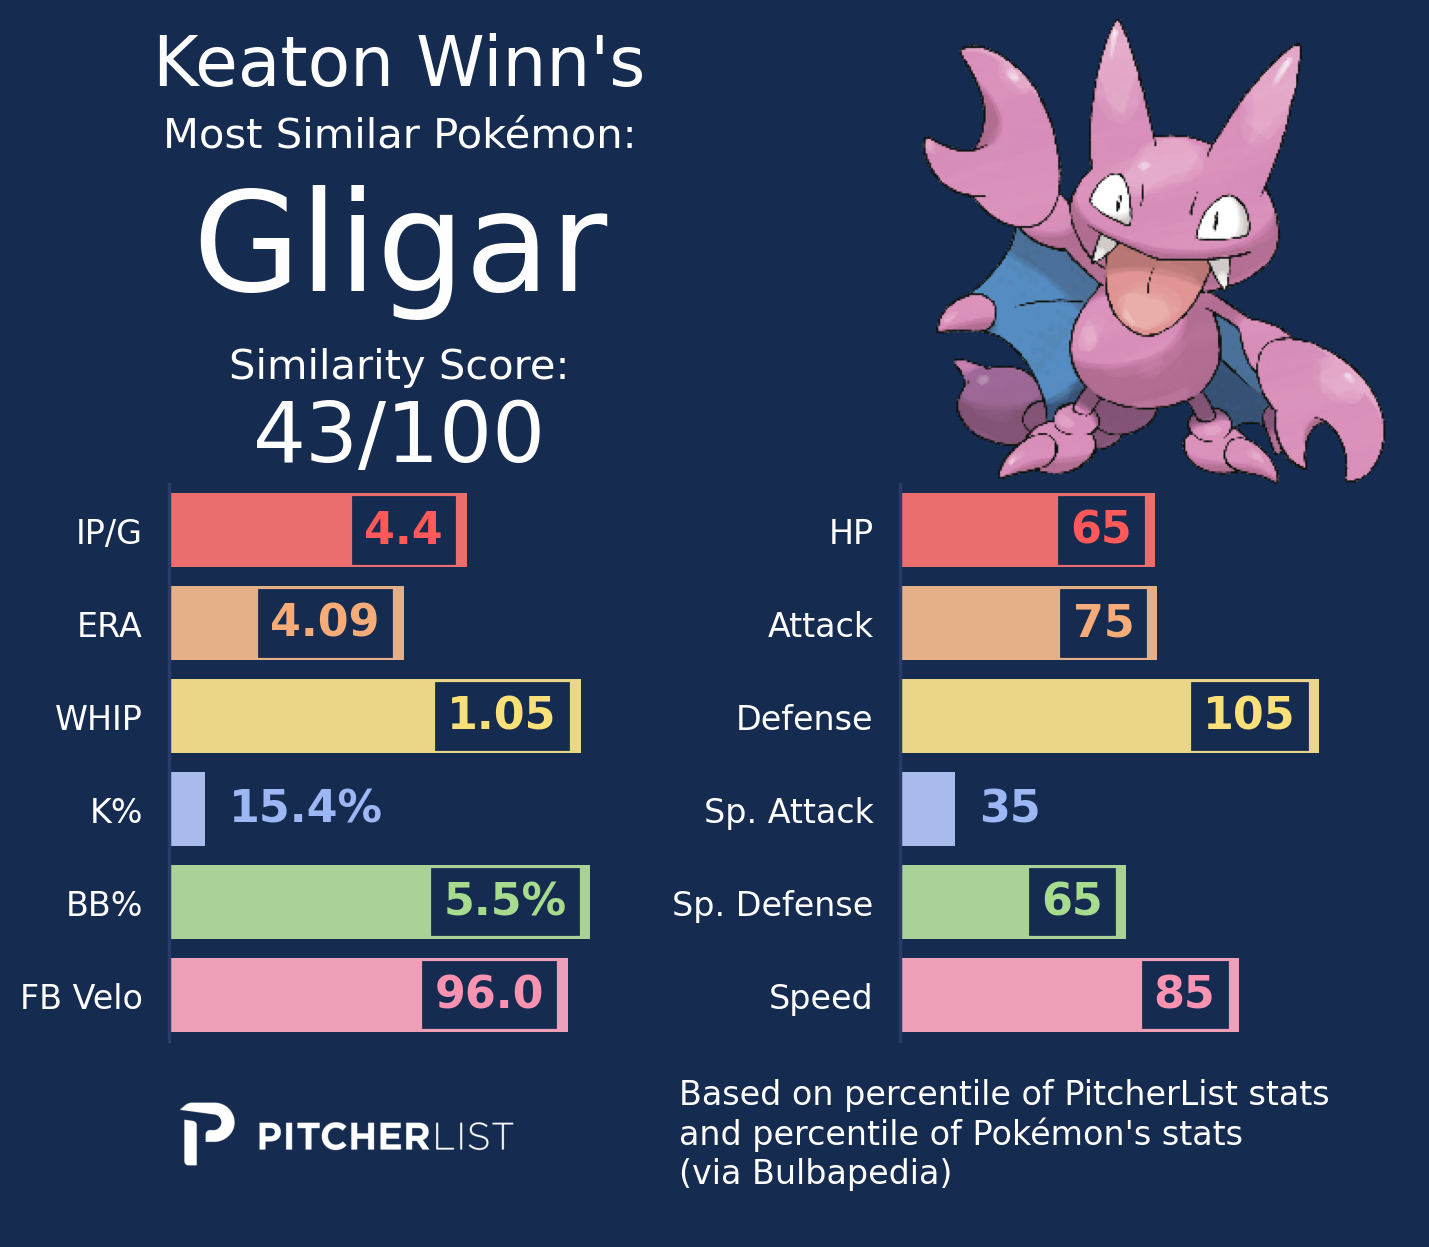 Keaton Winn's
Most Similar Pokémon:
Gligar
Similarity Score:
43/100
IP/G 4.4
ERA 4.09
WHIP 1.05
K% 15.4%
BB% 5.5%
FB Velo 96.0
HP 65
Attack 75
Defense 105
Sp. Attack 35
Sp. Defense 65
Speed 85
PITCHERLIST
Based on percentile of PitcherList stats
and percentile of Pokémon's stats
(via Bulbapedia)